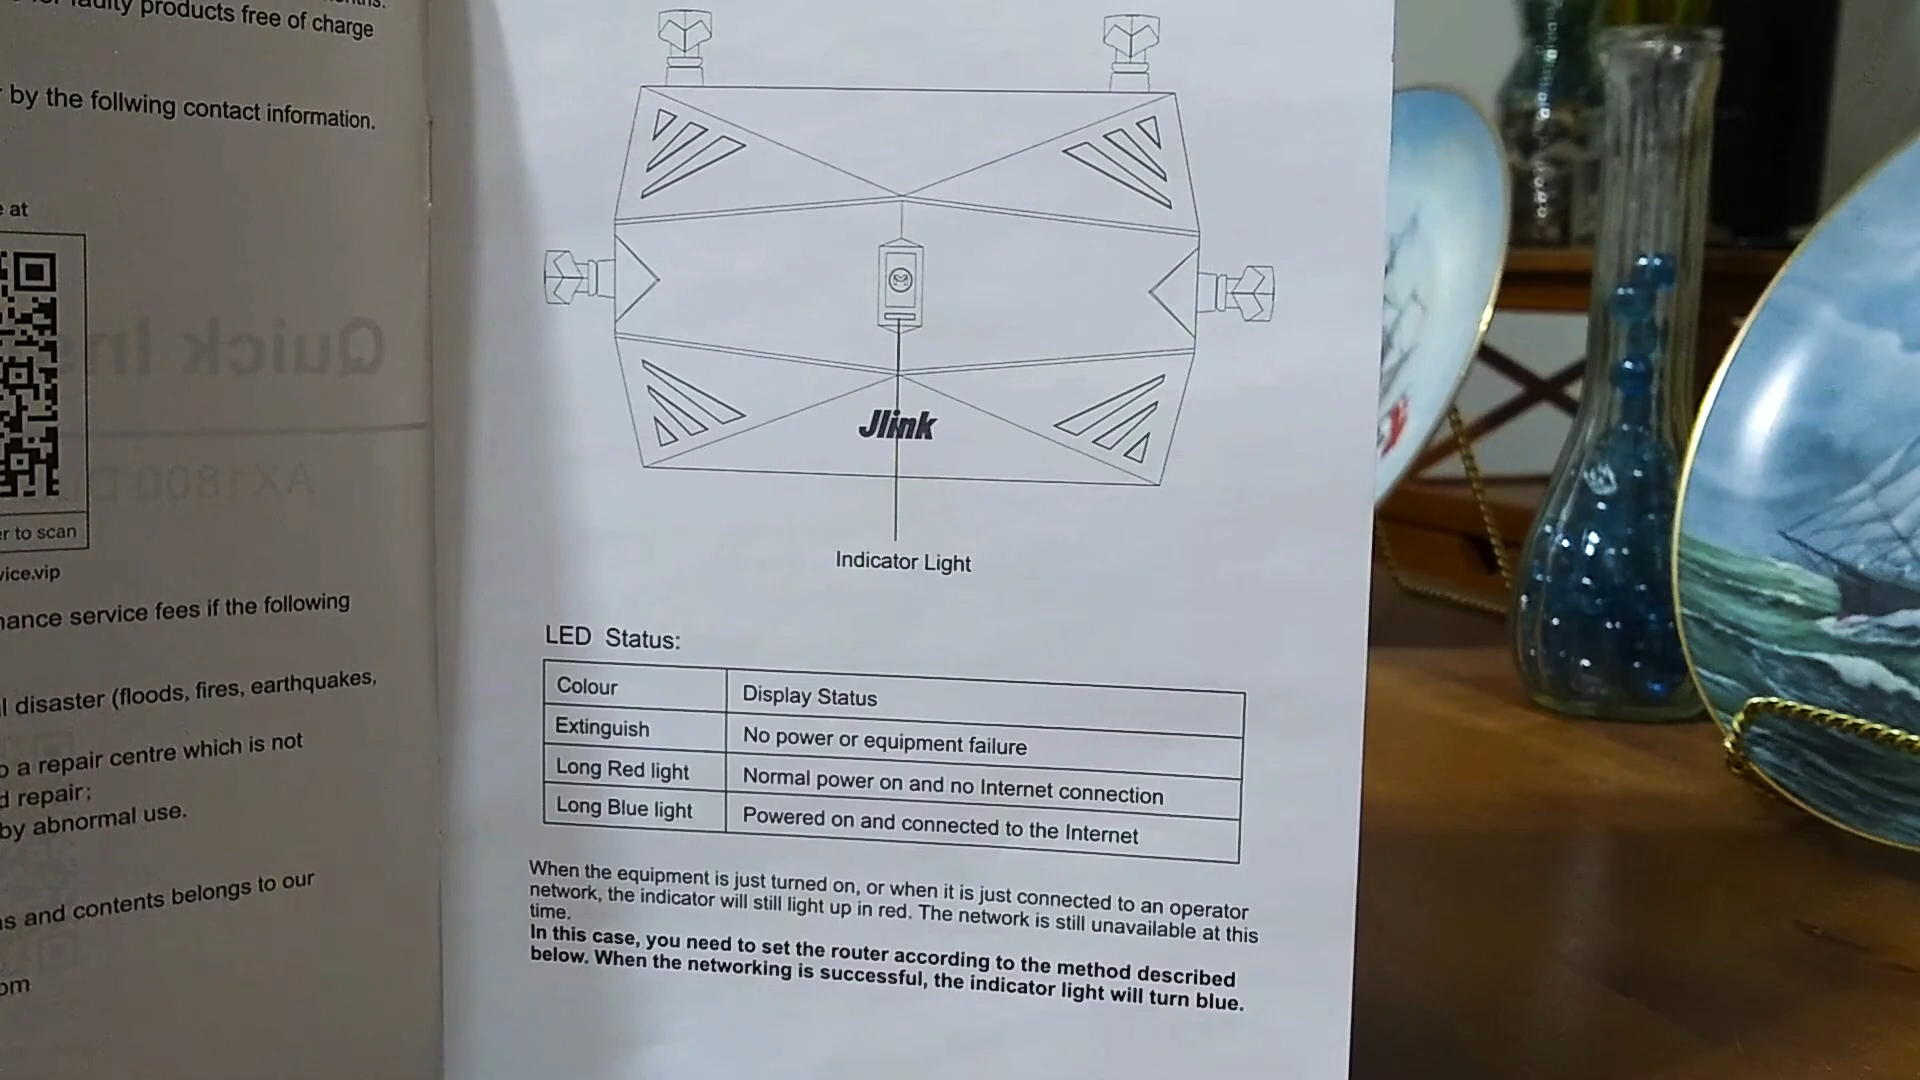 faulty products free of charge
by the follwing contact information.
at
to scan
vice.vip
service fees if the following
disaster (floods, fires, earthquakes,
a repair centre which is not
repair;
by abnormal use.
and contents belongs to our
Quick In
AX1800 D
Jlink
Indicator Light
LED Status:
Colour Display Status
Extinguish No power or equipment failure
Long Red light Normal power on and no Internet connection
Long Blue light Powered on and connected to the Internet
When the equipment is just turned on, or when it is just connected to an operator
network, the indicator will still light up in red. The network is still unavailable at this
time.
In this case, you need to set the router according to the method described
below. When the networking is successful, the indicator light will turn blue.